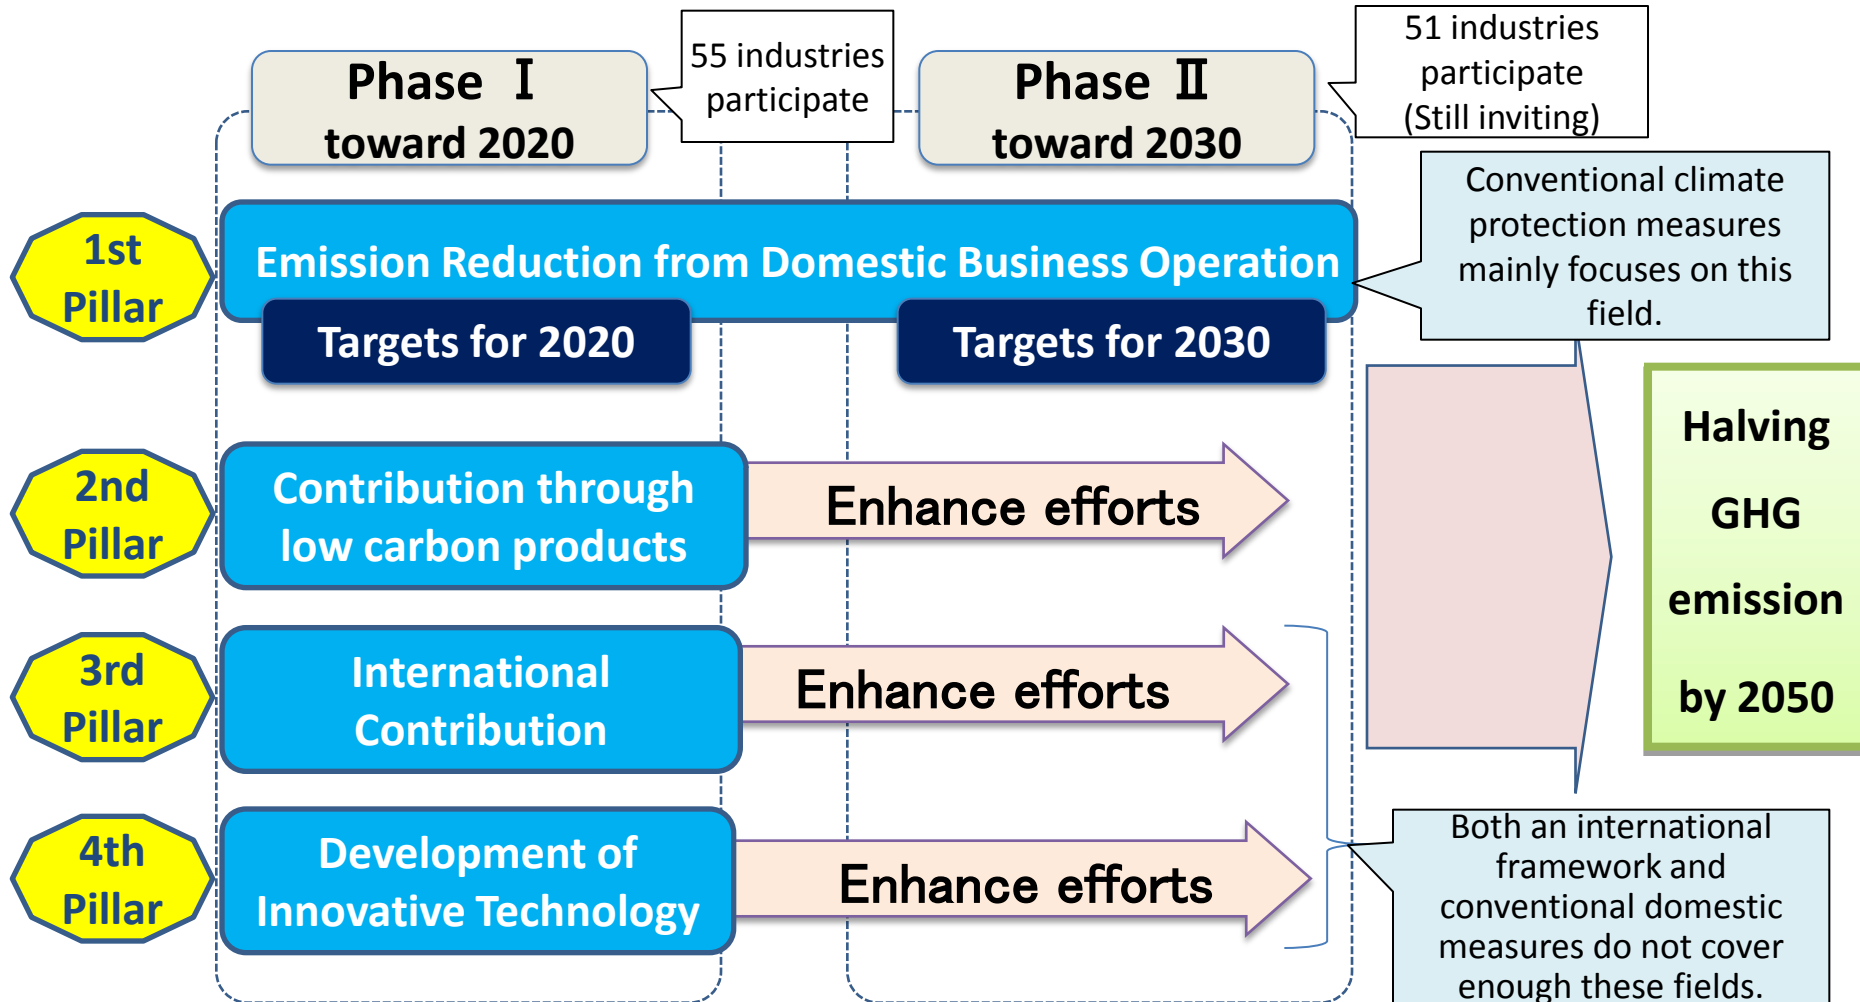 Phase Ⅰ
toward 2020
55 industries
participate
Phase Ⅱ
toward 2030
51 industries
participate
(Still inviting)
Conventional climate
protection measures
mainly focuses on this
field.
1st
Pillar
Emission Reduction from Domestic Business Operation
Targets for 2020
Targets for 2030
2nd
Pillar
Contribution through
low carbon products
Enhance efforts
3rd
Pillar
International
Contribution
Enhance efforts
4th
Pillar
Development of
Innovative Technology
Enhance efforts
Halving
GHG
emission
by 2050
Both an international
framework and
conventional domestic
measures do not cover
enough these fields.